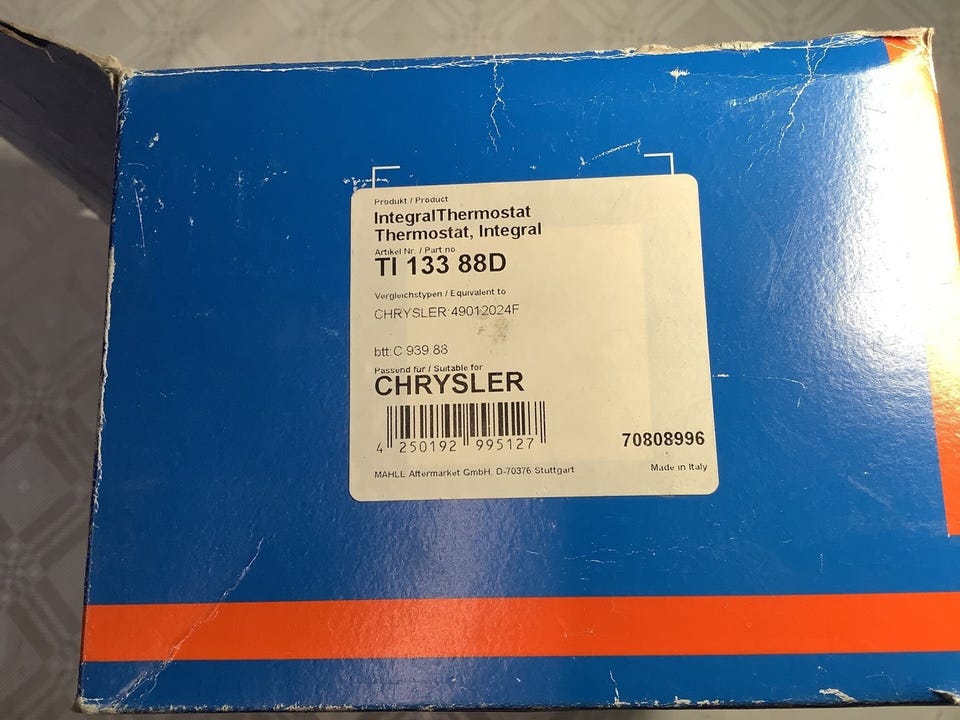 Produkt / Product
IntegralThermostat
Thermostat, Integral
Artikel Nr. / Part no.
TI 133 88D
Vergleichstypen / Equivalent to
CHRYSLER:49012024F
btt:C.939.88
Passend für / Suitable for
CHRYSLER
4 250192 995127
70808996
MAHLE Aftermarket GmbH, D-70376 Stuttgart
Made in Italy